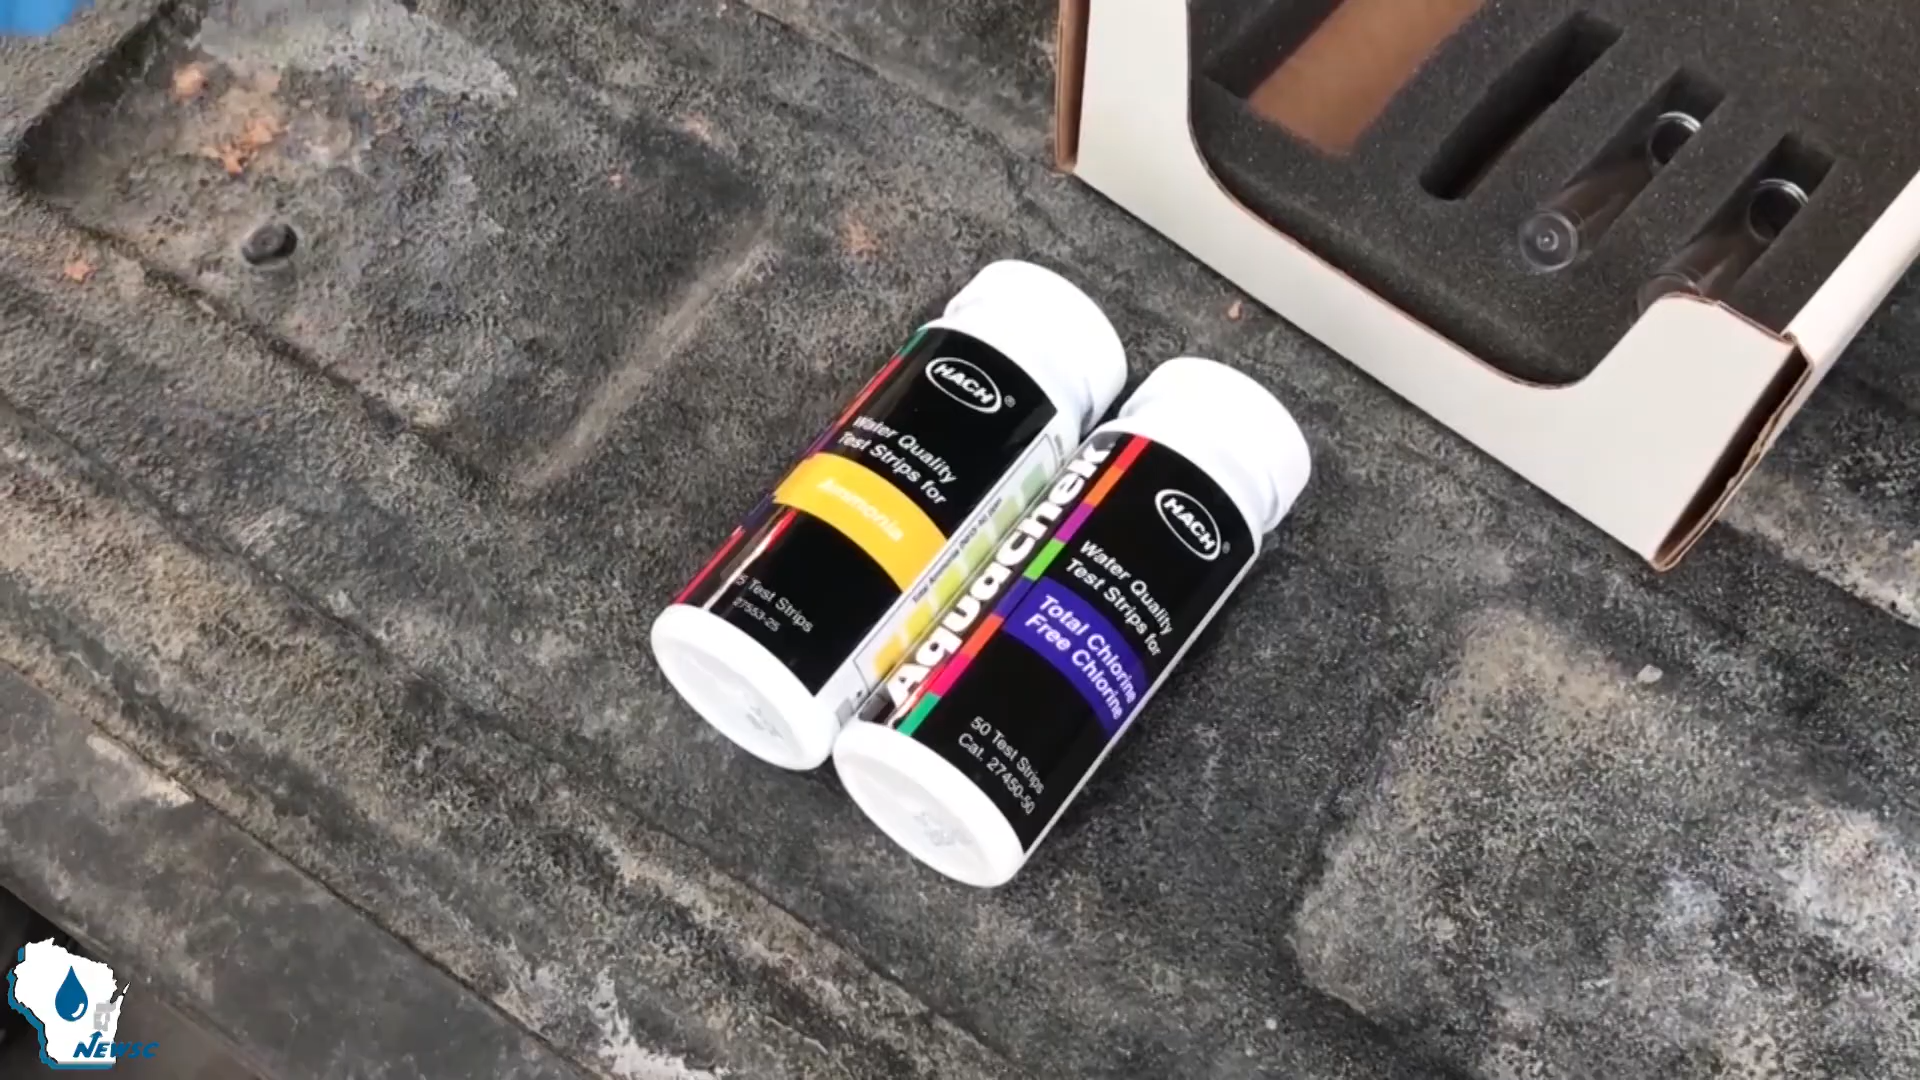 HACH®
Water Quality
Test Strips for
Ammonia
5 Test Strips
27553-25
Aquachek
HACH®
Water Quality
Test Strips for
Total Chlorine
Free Chlorine
50 Test Strips
Cat. 27450-50
NEWSC